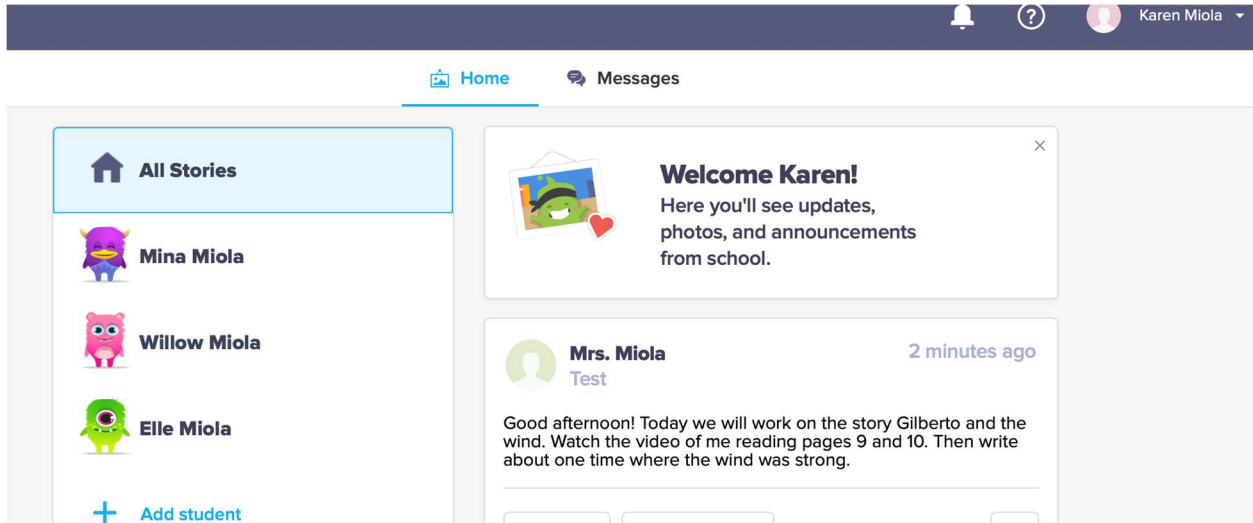 Karen Miola
Home
Messages
All Stories
Mina Miola
Willow Miola
Elle Miola
Add student
Welcome Karen!
Here you'll see updates,
photos, and announcements
from school.
Mrs. Miola
2 minutes ago
Test
Good afternoon! Today we will work on the story Gilberto and the
wind. Watch the video of me reading pages 9 and 10. Then write
about one time where the wind was strong.